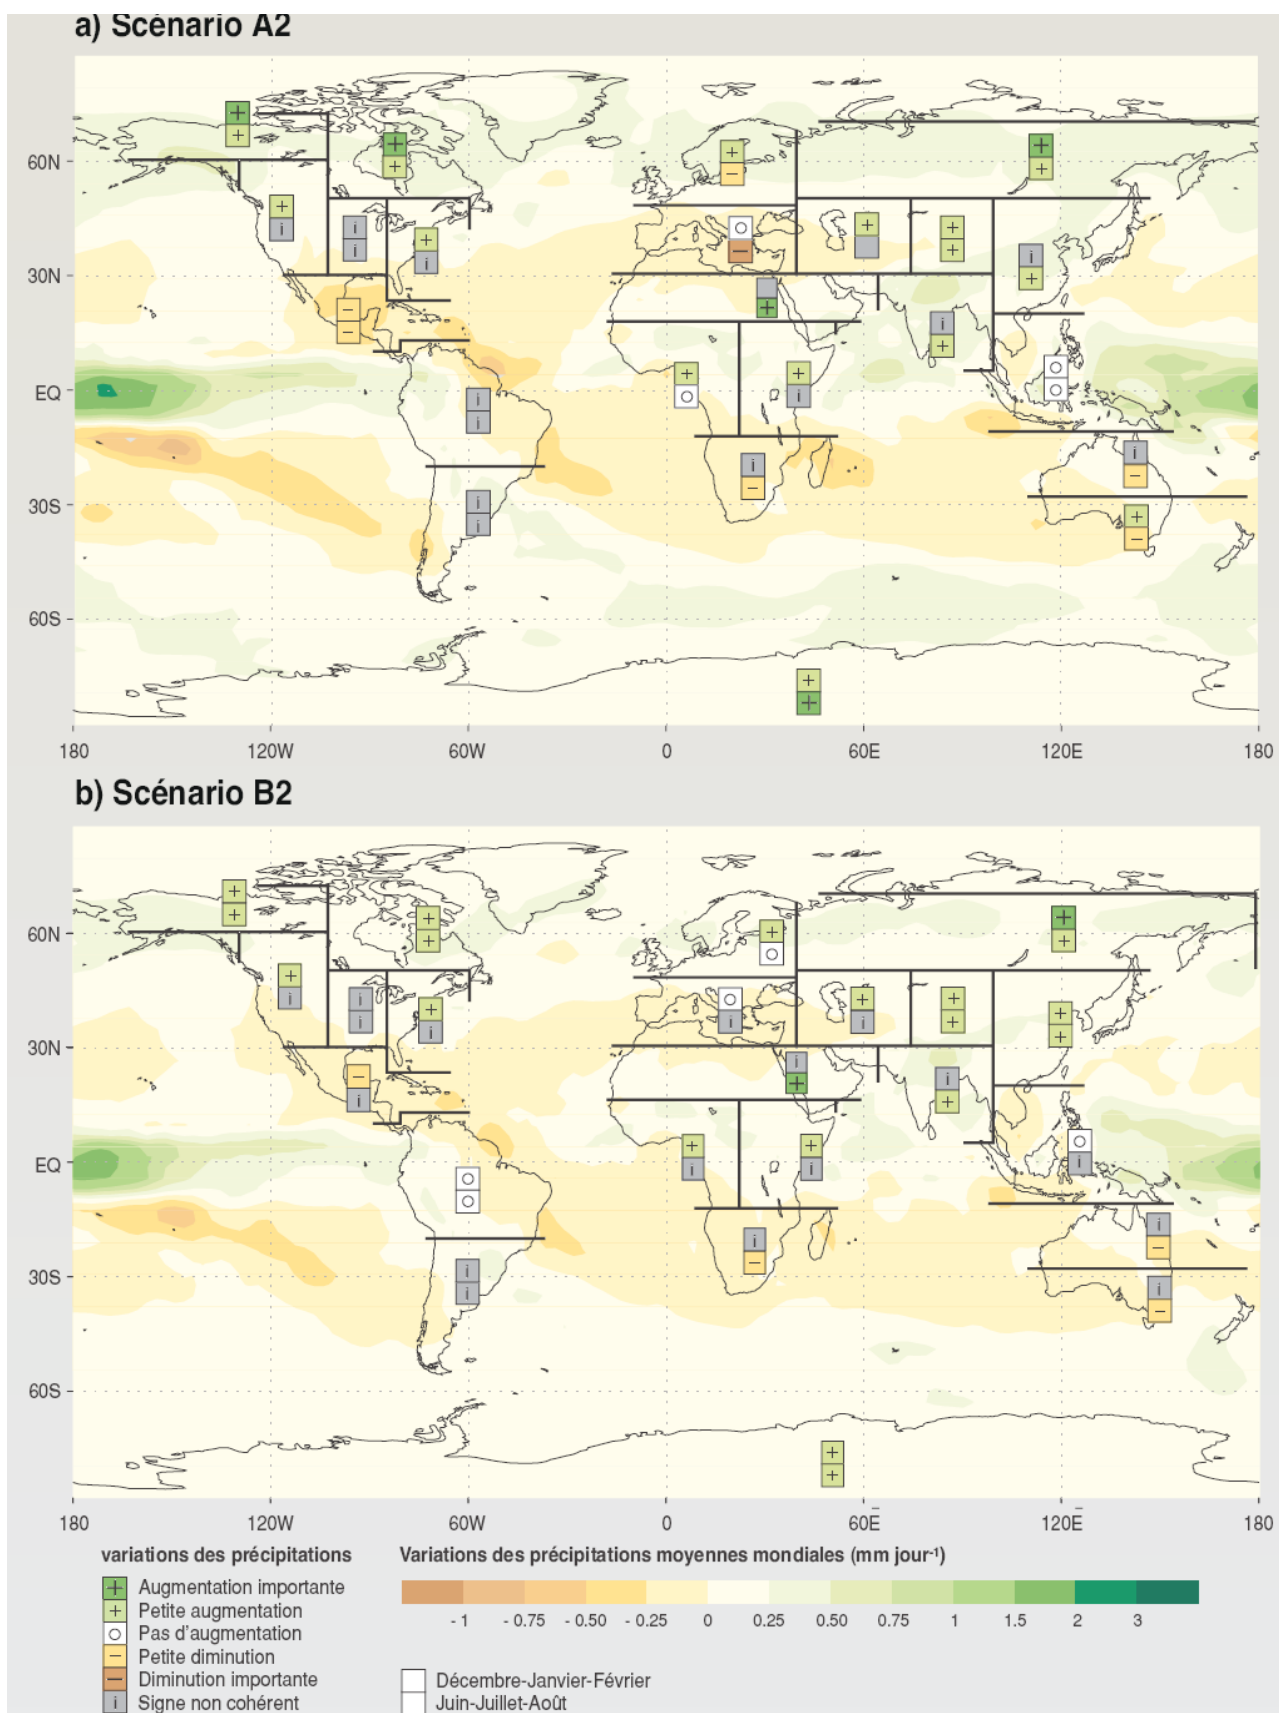 a) Scénario A2
60N
30N
EQ
30S
60S
180 120W 60W 0 60E 120E 180
b) Scénario B2
60N
30N
EQ
30S
60S
180 120W 60W 0 60E 120E 180
variations des précipitations
+ Augmentation importante
+ Petite augmentation
o Pas d'augmentation
− Petite diminution
− Diminution importante
i Signe non cohérent
Variations des précipitations moyennes mondiales (mm jour-1)
- 1 - 0.75 - 0.50 - 0.25 0 0.25 0.50 0.75 1 1.5 2 3
Décembre-Janvier-Février
Juin-Juillet-Août